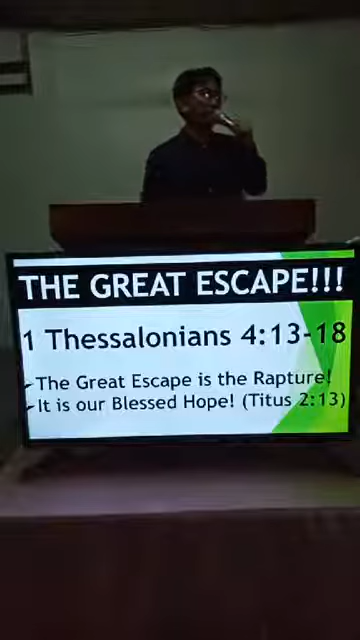 THE GREAT ESCAPE!!!
1 Thessalonians 4:13-18
➢The Great Escape is the Rapture!
➢It is our Blessed Hope! (Titus 2:13)